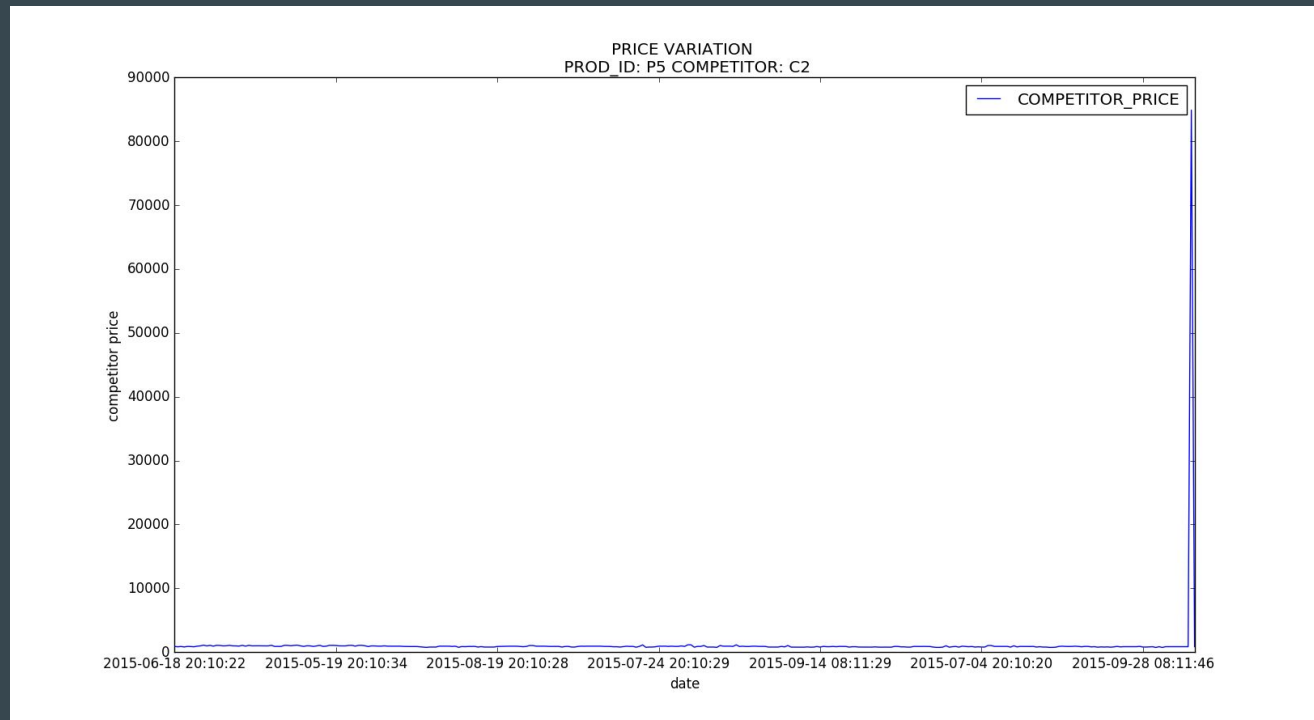 PRICE VARIATION
PROD_ID: P5 COMPETITOR: C2
COMPETITOR_PRICE
90000
80000
70000
60000
50000
40000
30000
20000
10000
0
competitor price
2015-06-18 20:10:22 2015-05-19 20:10:34 2015-08-19 20:10:28 2015-07-24 20:10:29 2015-09-14 08:11:29 2015-07-04 20:10:20 2015-09-28 08:11:46
date